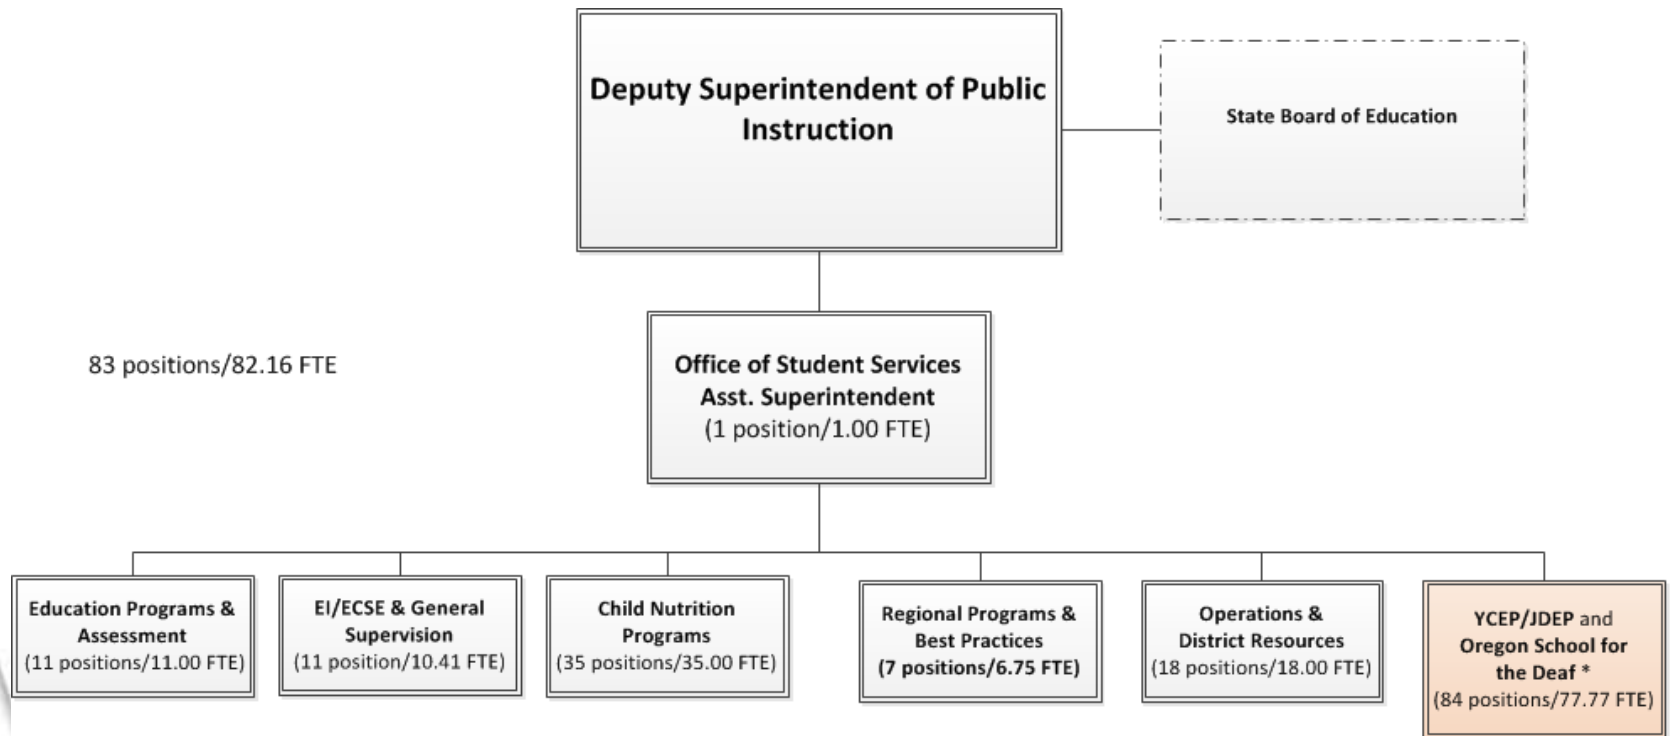 Deputy Superintendent of Public
Instruction
State Board of Education
83 positions/82.16 FTE
Office of Student Services
Asst. Superintendent
(1 position/1.00 FTE)
Education Programs &
Assessment
(11 positions/11.00 FTE)
EI/ECSE & General
Supervision
(11 position/10.41 FTE)
Child Nutrition
Programs
(35 positions/35.00 FTE)
Regional Programs &
Best Practices
(7 positions/6.75 FTE)
Operations &
District Resources
(18 positions/18.00 FTE)
YCEP/JDEP and
Oregon School for
the Deaf *
(84 positions/77.77 FTE)